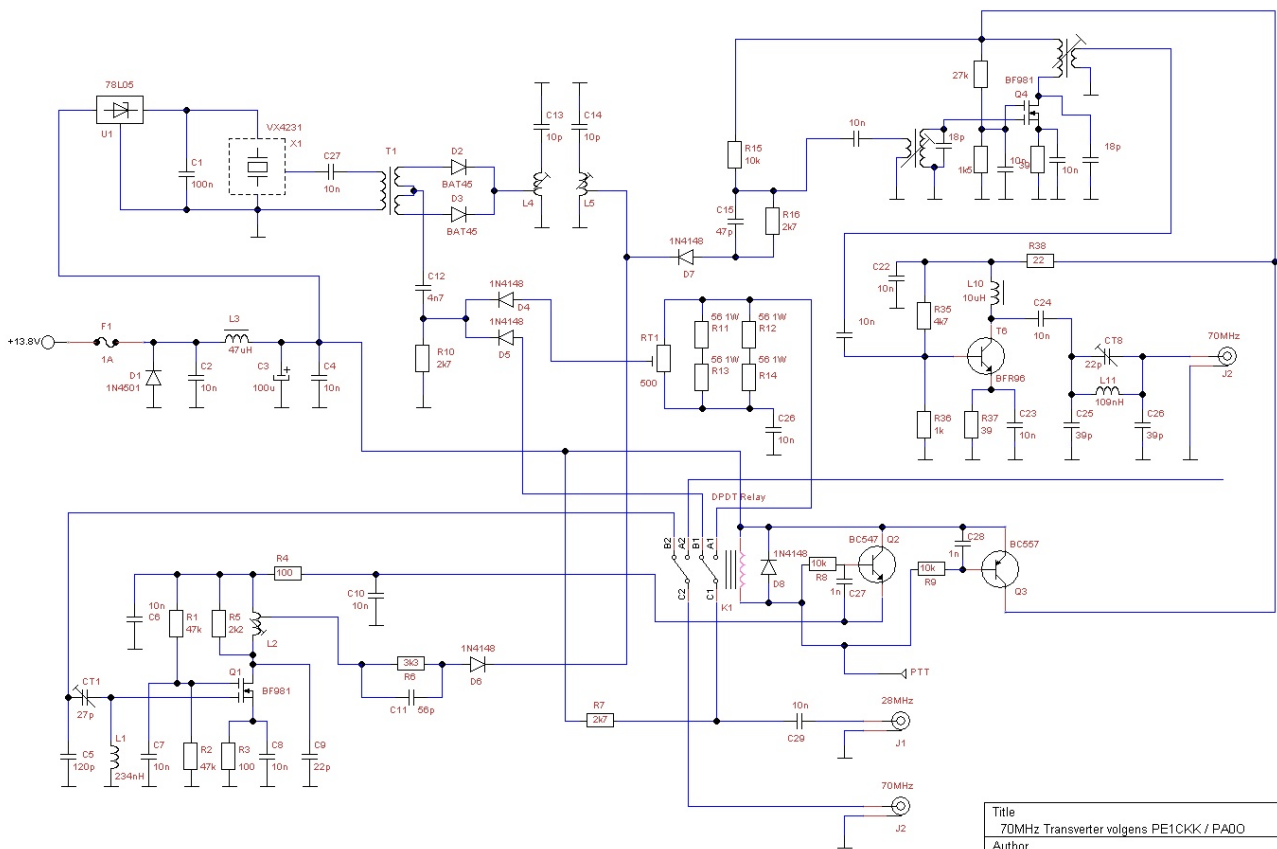 78L05
U1
C1
100n
VX4231
X1
C27
10n
T1
D2
BAT45
D3
BAT45
C13
10p
C14
10p
L4
L5
C12
4n7
R10
2k7
1N4148
D4
1N4148
D5
+13.8V
F1
1A
D1
1N4501
L3
47uH
C2
10n
C3
100u
+
C4
10n
R15
10k
C15
47p
R16
2k7
1N4148
D7
10n
18p
27k
1k5
10n
BF981
Q4
39
10n
18p
RT1
500
56 1W
R11
56 1W
R12
56 1W
R13
56 1W
R14
C26
10n
C22
10n
10n
R35
4k7
R36
1k
R38
22
L10
10uH
C24
10n
T6
BFR96
R37
39
C23
10n
CT8
22p
L11
109nH
C25
39p
C26
39p
70MHz
J2
DPDT Relay
B2
A2
B1
A1
C2
C1
K1
1N4148
D8
10k
R8
BC547
Q2
1n
C27
10k
R9
C28
1n
BC557
Q3
PTT
R4
100
10n
C6
R1
47k
R5
2k2
L2
C10
10n
Q1
BF981
CT1
27p
C5
120p
L1
234nH
C7
10n
R2
47k
R3
100
C8
10n
C9
22p
3k3
R6
C11
56p
1N4148
D6
R7
2k7
10n
C29
28MHz
J1
70MHz
J2
Title
70MHz Transverter volgens PE1CKK / PA0O
Author